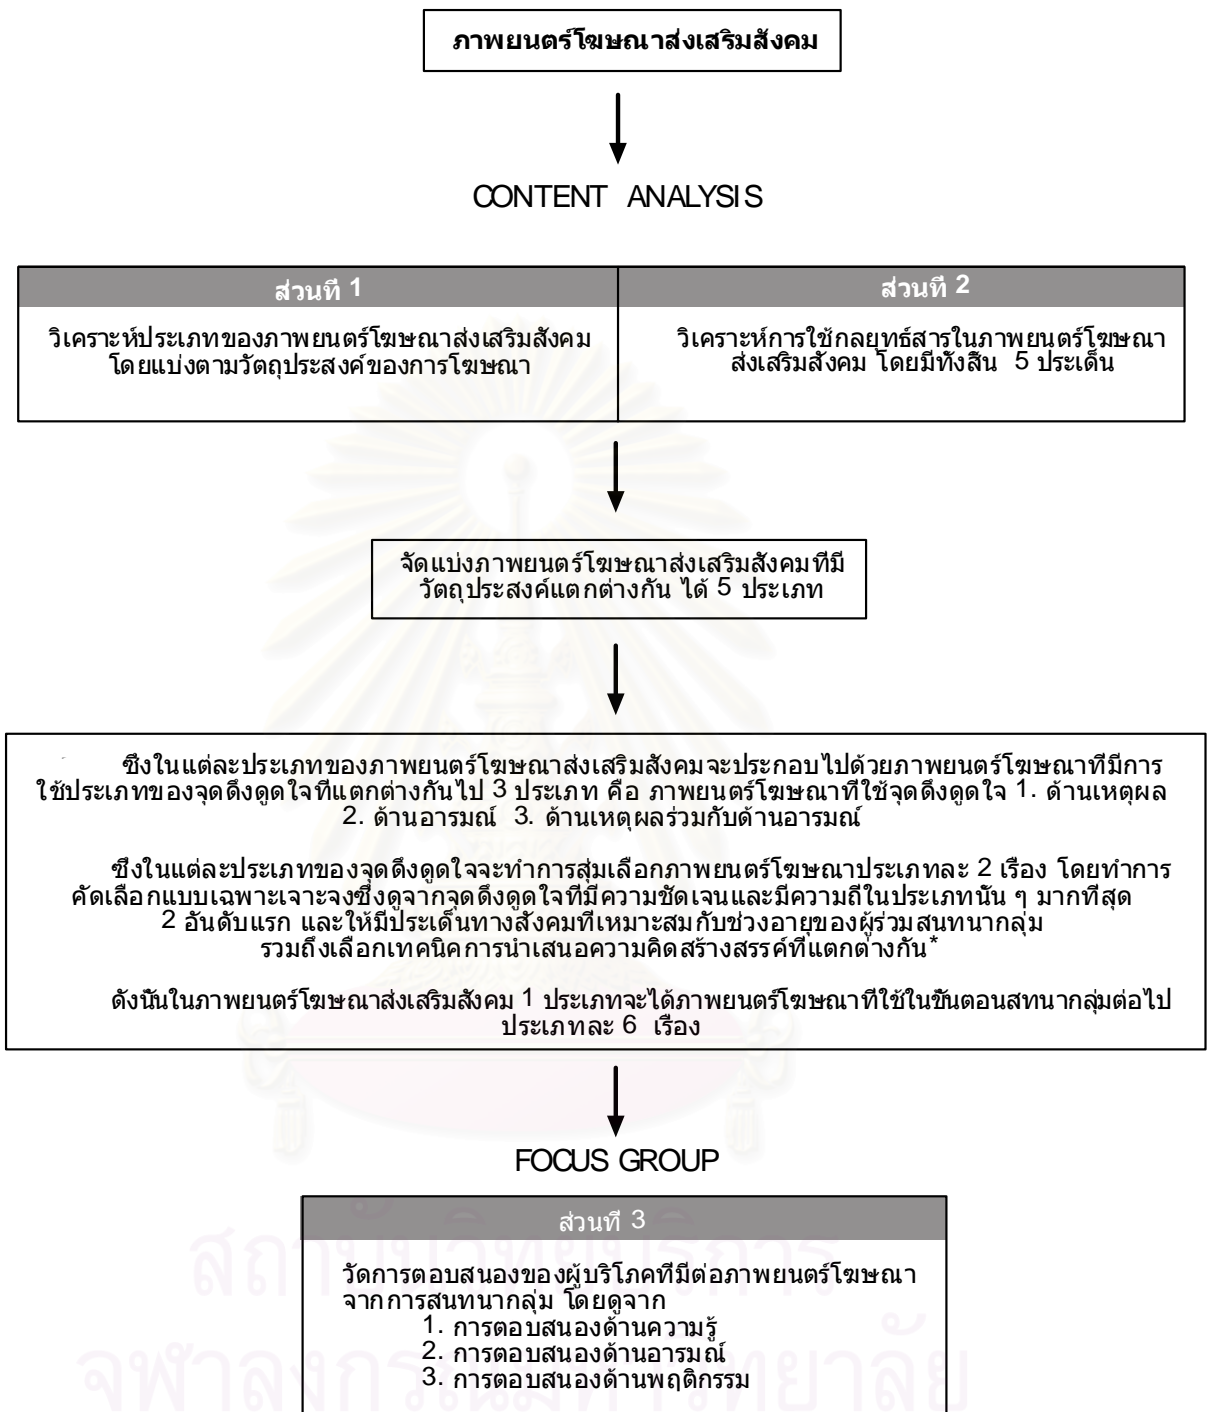 ภาพยนตร์โฆษณาส่งเสริมสังคม
CONTENT ANALYSIS
ส่วนที่ 1
วิเคราะห์ประเภทของภาพยนตร์โฆษณาส่งเสริมสังคม
โดยแบ่งตามวัตถุประสงค์ของการโฆษณา
ส่วนที่ 2
วิเคราะห์การใช้กลยุทธ์สารในภาพยนตร์โฆษณา
ส่งเสริมสังคม โดยมีทั้งสิ้น 5 ประเด็น
จัดแบ่งภาพยนตร์โฆษณาส่งเสริมสังคมที่มี
วัตถุประสงค์แตกต่างกัน ได้ 5 ประเภท
ซึ่งในแต่ละประเภทของภาพยนตร์โฆษณาส่งเสริมสังคมจะประกอบไปด้วยภาพยนตร์โฆษณาที่มีการ
ใช้ประเภทของจุดดึงดูดใจที่แตกต่างกันไป 3 ประเภท คือ ภาพยนตร์โฆษณาที่ใช้จุดดึงดูดใจ 1. ด้านเหตุผล
2. ด้านอารมณ์ 3. ด้านเหตุผลร่วมกับด้านอารมณ์
ซึ่งในแต่ละประเภทของจุดดึงดูดใจจะทำการสุ่มเลือกภาพยนตร์โฆษณาประเภทละ 2 เรื่อง โดยทำการ
คัดเลือกแบบเฉพาะเจาะจงซึ่งดูจากจุดดึงดูดใจที่มีความชัดเจนและมีความถี่ในประเภทนั้น ๆ มากที่สุด
2 อันดับแรก และให้มีประเด็นทางสังคมที่เหมาะสมกับช่วงอายุของผู้ร่วมสนทนากลุ่ม
รวมถึงเลือกเทคนิคการนำเสนอความคิดสร้างสรรค์ที่แตกต่างกัน*
ดังนั้นในภาพยนตร์โฆษณาส่งเสริมสังคม 1 ประเภทจะได้ภาพยนตร์โฆษณาที่ใช้ในขั้นตอนสทนากลุ่มต่อไป
ประเภทละ 6 เรื่อง
FOCUS GROUP
ส่วนที่ 3
วัดการตอบสนองของผู้บริโภคที่มีต่อภาพยนตร์โฆษณา
จากการสนทนากลุ่ม โดยดูจาก
1. การตอบสนองด้านความรู้
2. การตอบสนองด้านอารมณ์
3. การตอบสนองด้านพฤติกรรม
สถาบันวิทยบริการ
จุฬาลงกรณ์มหาวิทยาลัย